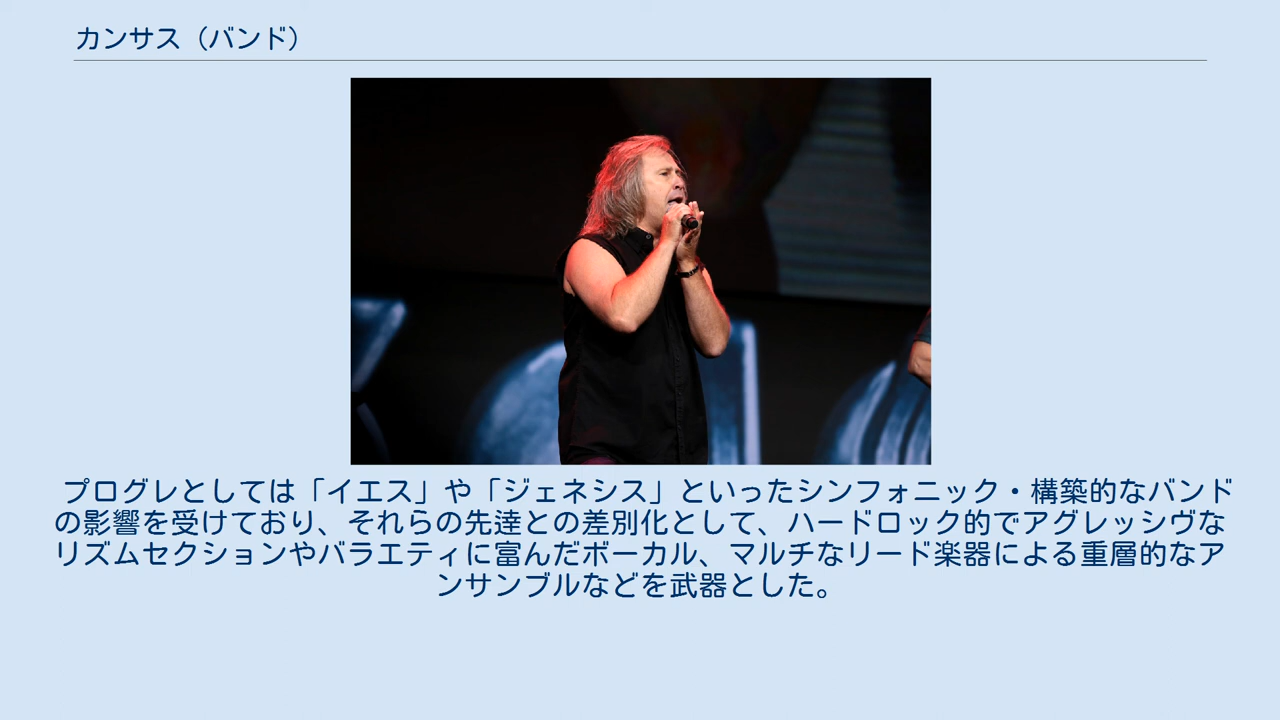 カンサス（バンド）
プログレとしては「イエス」や「ジェネシス」といったシンフォニック・構築的なバンド
の影響を受けており、それらの先達との差別化として、ハードロック的でアグレッシヴな
リズムセクションやバラエティに富んだボーカル、マルチなリード楽器による重層的なア
ンサンブルなどを武器とした。